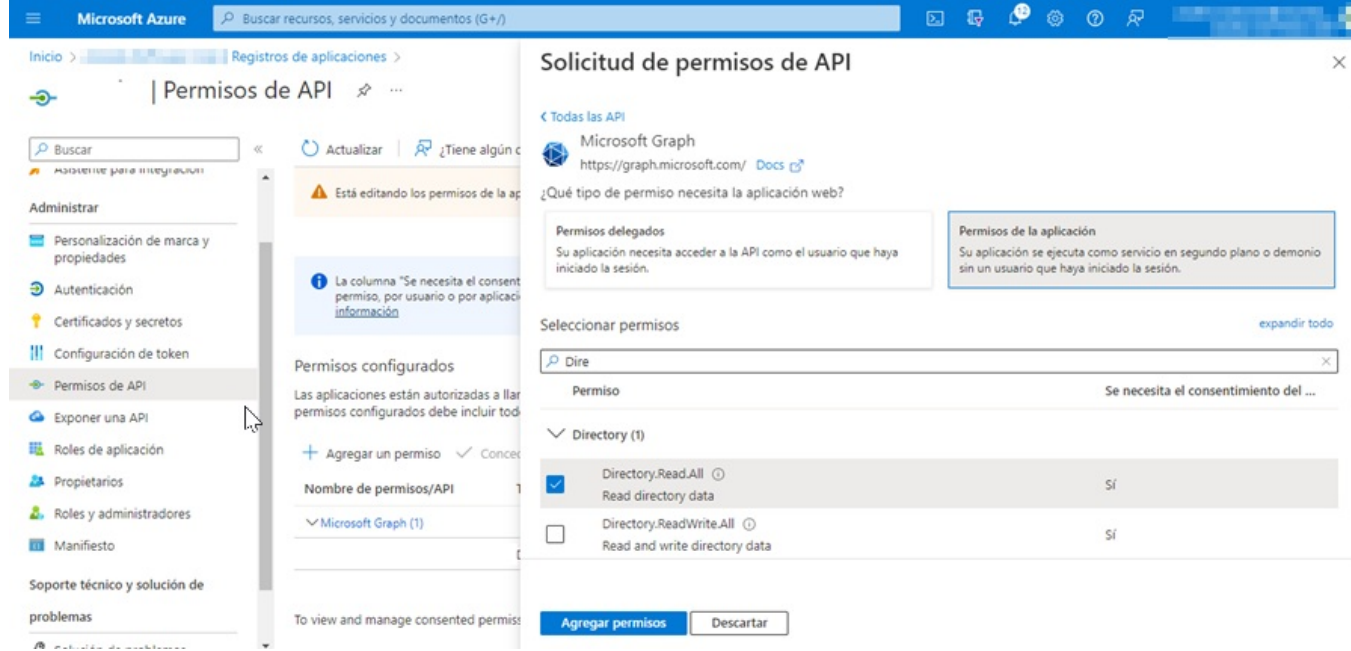 Microsoft Azure
Buscar recursos, servicios y documentos (G+/)
12
Inicio >
Registros de aplicaciones >
| Permisos de API
Buscar
«
Asistente para integración
Administrar
Personalización de marca y
propiedades
Autenticación
Certificados y secretos
Configuración de token
Permisos de API
Exponer una API
Roles de aplicación
Propietarios
Roles y administradores
Manifiesto
Soporte técnico y solución de
problemas
Solución de problemas
Actualizar
¿Tiene algún c
Está editando los permisos de la ap
La columna "Se necesita el consent
permiso, por usuario o por aplicaci
información
Permisos configurados
Las aplicaciones están autorizadas a llar
permisos configurados debe incluir tod
Agregar un permiso
Conced
Nombre de permisos/API
Microsoft Graph (1)
To view and manage consented permiss
Solicitud de permisos de API
Todas las API
Microsoft Graph
https://graph.microsoft.com/ Docs
¿Qué tipo de permiso necesita la aplicación web?
Permisos delegados
Su aplicación necesita acceder a la API como el usuario que haya
iniciado la sesión.
Permisos de la aplicación
Su aplicación se ejecuta como servicio en segundo plano o demonio
sin un usuario que haya iniciado la sesión.
Seleccionar permisos
expandir todo
Dire
Permiso
Se necesita el consentimiento del ...
Directory (1)
Directory.Read.All
Read directory data
Sí
Directory.ReadWrite.All
Read and write directory data
Sí
Agregar permisos
Descartar